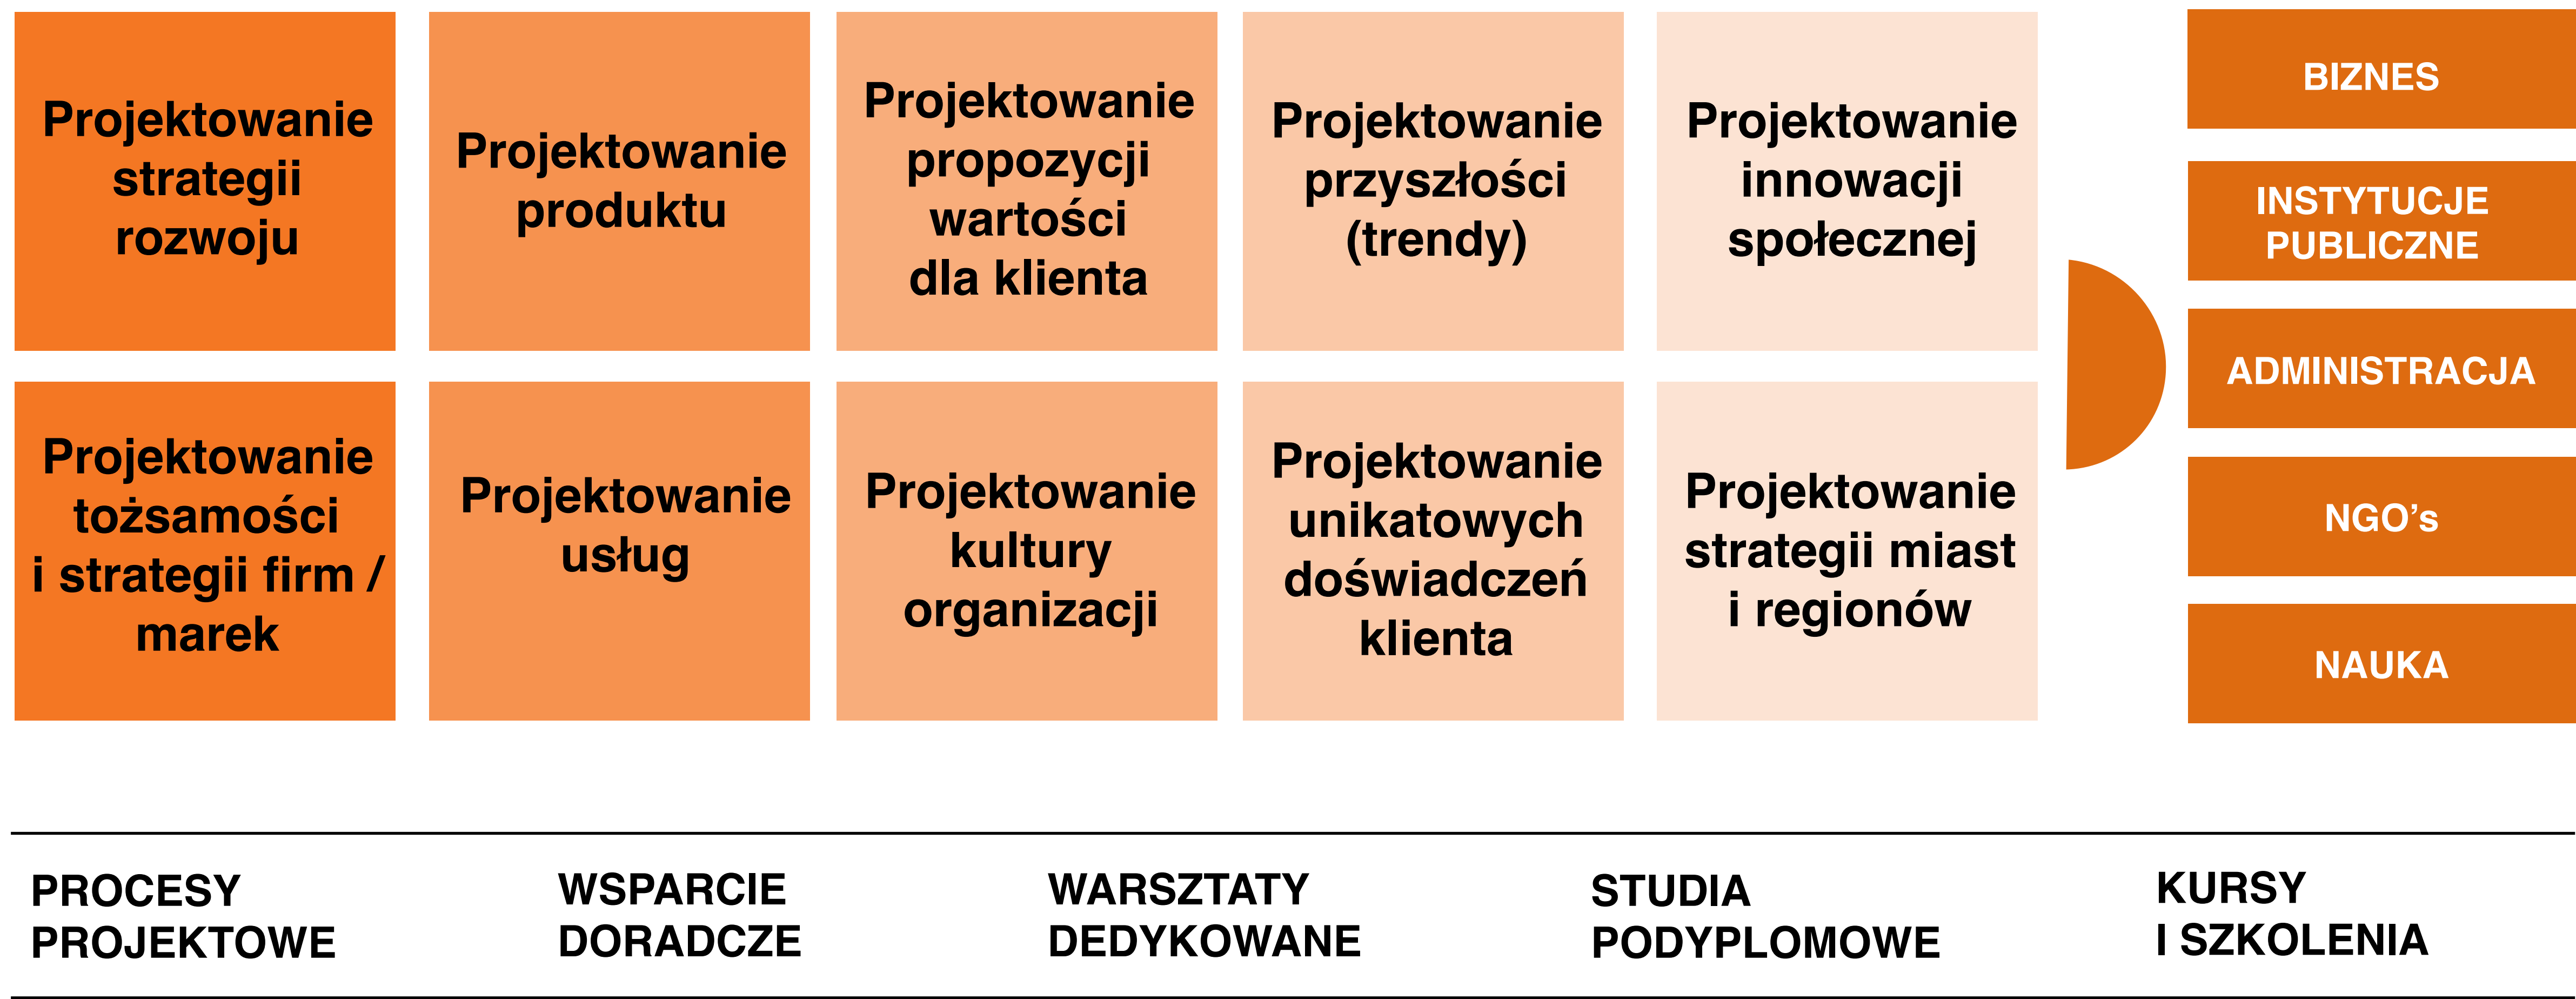 Projektowanie
strategii
rozwoju
Projektowanie
produktu
Projektowanie
propozycji
wartości
dla klienta
Projektowanie
przyszłości
(trendy)
Projektowanie
innowacji
społecznej
Projektowanie
tożsamości
i strategii firm /
marek
Projektowanie
usług
Projektowanie
kultury
organizacji
Projektowanie
unikatowych
doświadczeń
klienta
Projektowanie
strategii miast
i regionów
BIZNES
INSTYTUCJE
PUBLICZNE
ADMINISTRACJA
NGO’s
NAUKA
PROCESY
PROJEKTOWE
WSPARCIE
DORADCZE
WARSZTATY
DEDYKOWANE
STUDIA
PODYPLOMOWE
KURSY
I SZKOLENIA